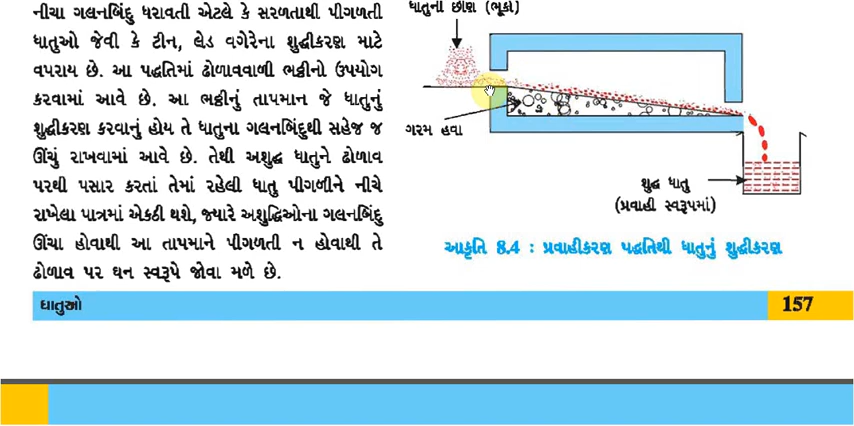 નીચા ગલનબિંદુ ધરાવતી એટલે કે સરળતાથી પીગળતી
ધાતુઓ જેવી કે ટીન, લેડ વગેરેના શુદ્ધીકરણ માટે
વપરાય છે. આ પદ્ધતિમાં ઢોળાવવાળી ભઠ્ઠીનો ઉપયોગ
કરવામાં આવે છે. આ ભઠ્ઠીનું તાપમાન જે ધાતુનું
શુદ્ધીકરણ કરવાનું હોય તે ધાતુના ગલનબિંદુથી સહેજ જ
ઊંચું રાખવામાં આવે છે. તેથી અશુદ્ધ ધાતુને ઢોળાવ
પરથી પસાર કરતાં તેમાં રહેલી ધાતુ પીગળીને નીચે
રાખેલા પાત્રમાં એકઠી થશે, જ્યારે અશુદ્ધિઓના ગલનબિંદુ
ઊંચા હોવાથી આ તાપમાને પીગળતી ન હોવાથી તે
ઢોળાવ પર ઘન સ્વરૂપે જોવા મળે છે.
ધાતુની છીણ (ભૂકો)
ગરમ હવા
શુદ્ધ ધાતુ
(પ્રવાહી સ્વરૂપમાં)
આકૃતિ 8.4 : પ્રવાહીકરણ પદ્ધતિથી ધાતુનું શુદ્ધીકરણ
ધાતુઓ
157